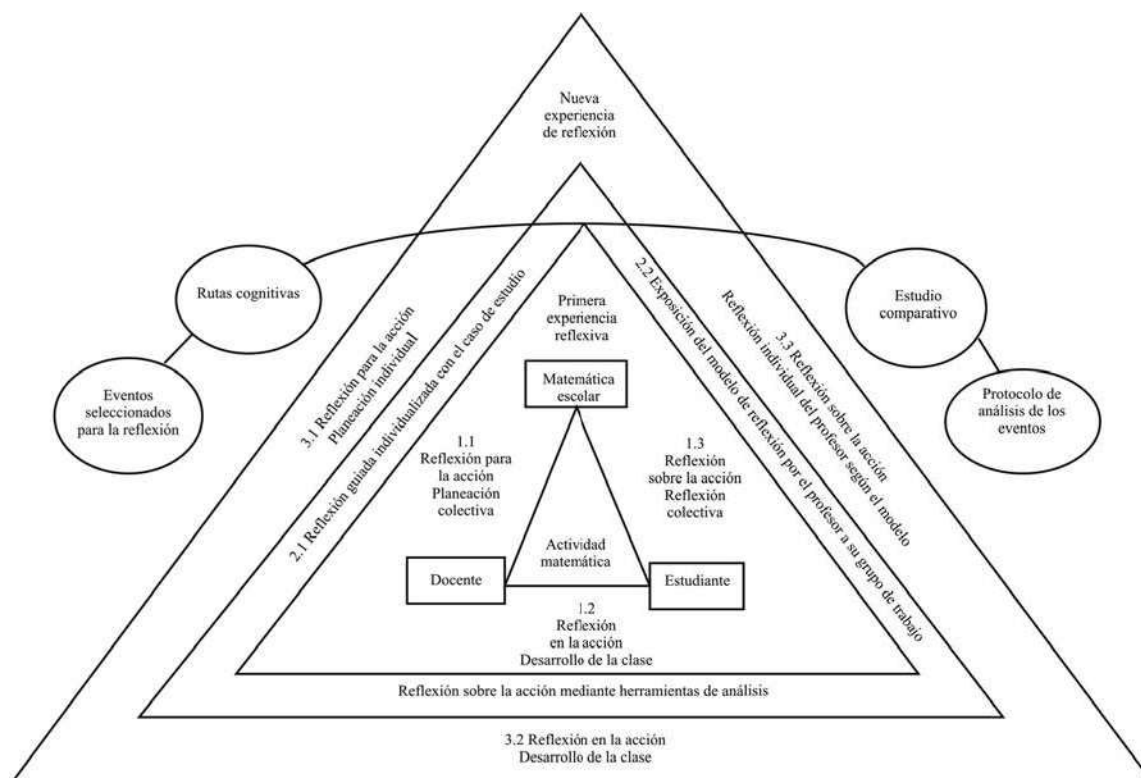 Nueva
experiencia
de reflexión
Rutas cognitivas
Eventos
seleccionados
para la reflexión
Estudio
comparativo
Protocolo de
análisis de los
eventos
3.1 Reflexión para la acción
Planeación individual
2.1 Reflexión guiada individualizada con el caso de estudio
2.2 Exposición del modelo de reflexión por el profesor a su grupo de trabajo
3.3 Reflexión sobre la acción
Reflexión individual del profesor según el modelo
Primera
experiencia
reflexiva
Matemática
escolar
1.1
Reflexión para
la acción
Planeación
colectiva
1.3
Reflexión
sobre la acción
Reflexión
colectiva
Actividad
matemática
Docente
Estudiante
1.2
Reflexión
en la acción
Desarrollo de la clase
Reflexión sobre la acción mediante herramientas de análisis
3.2 Reflexión en la acción
Desarrollo de la clase